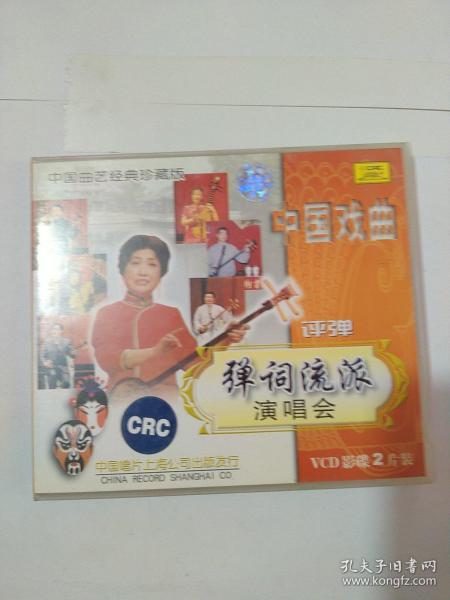 中国曲艺经典珍藏版
CRC
中国戏曲
评弹
弹词流派
演唱会
CRC
中国唱片上海公司出版发行
CHINA RECORD SHANGHAI CO
VCD影碟2片装
孔夫子旧书网
www.kongfz.com